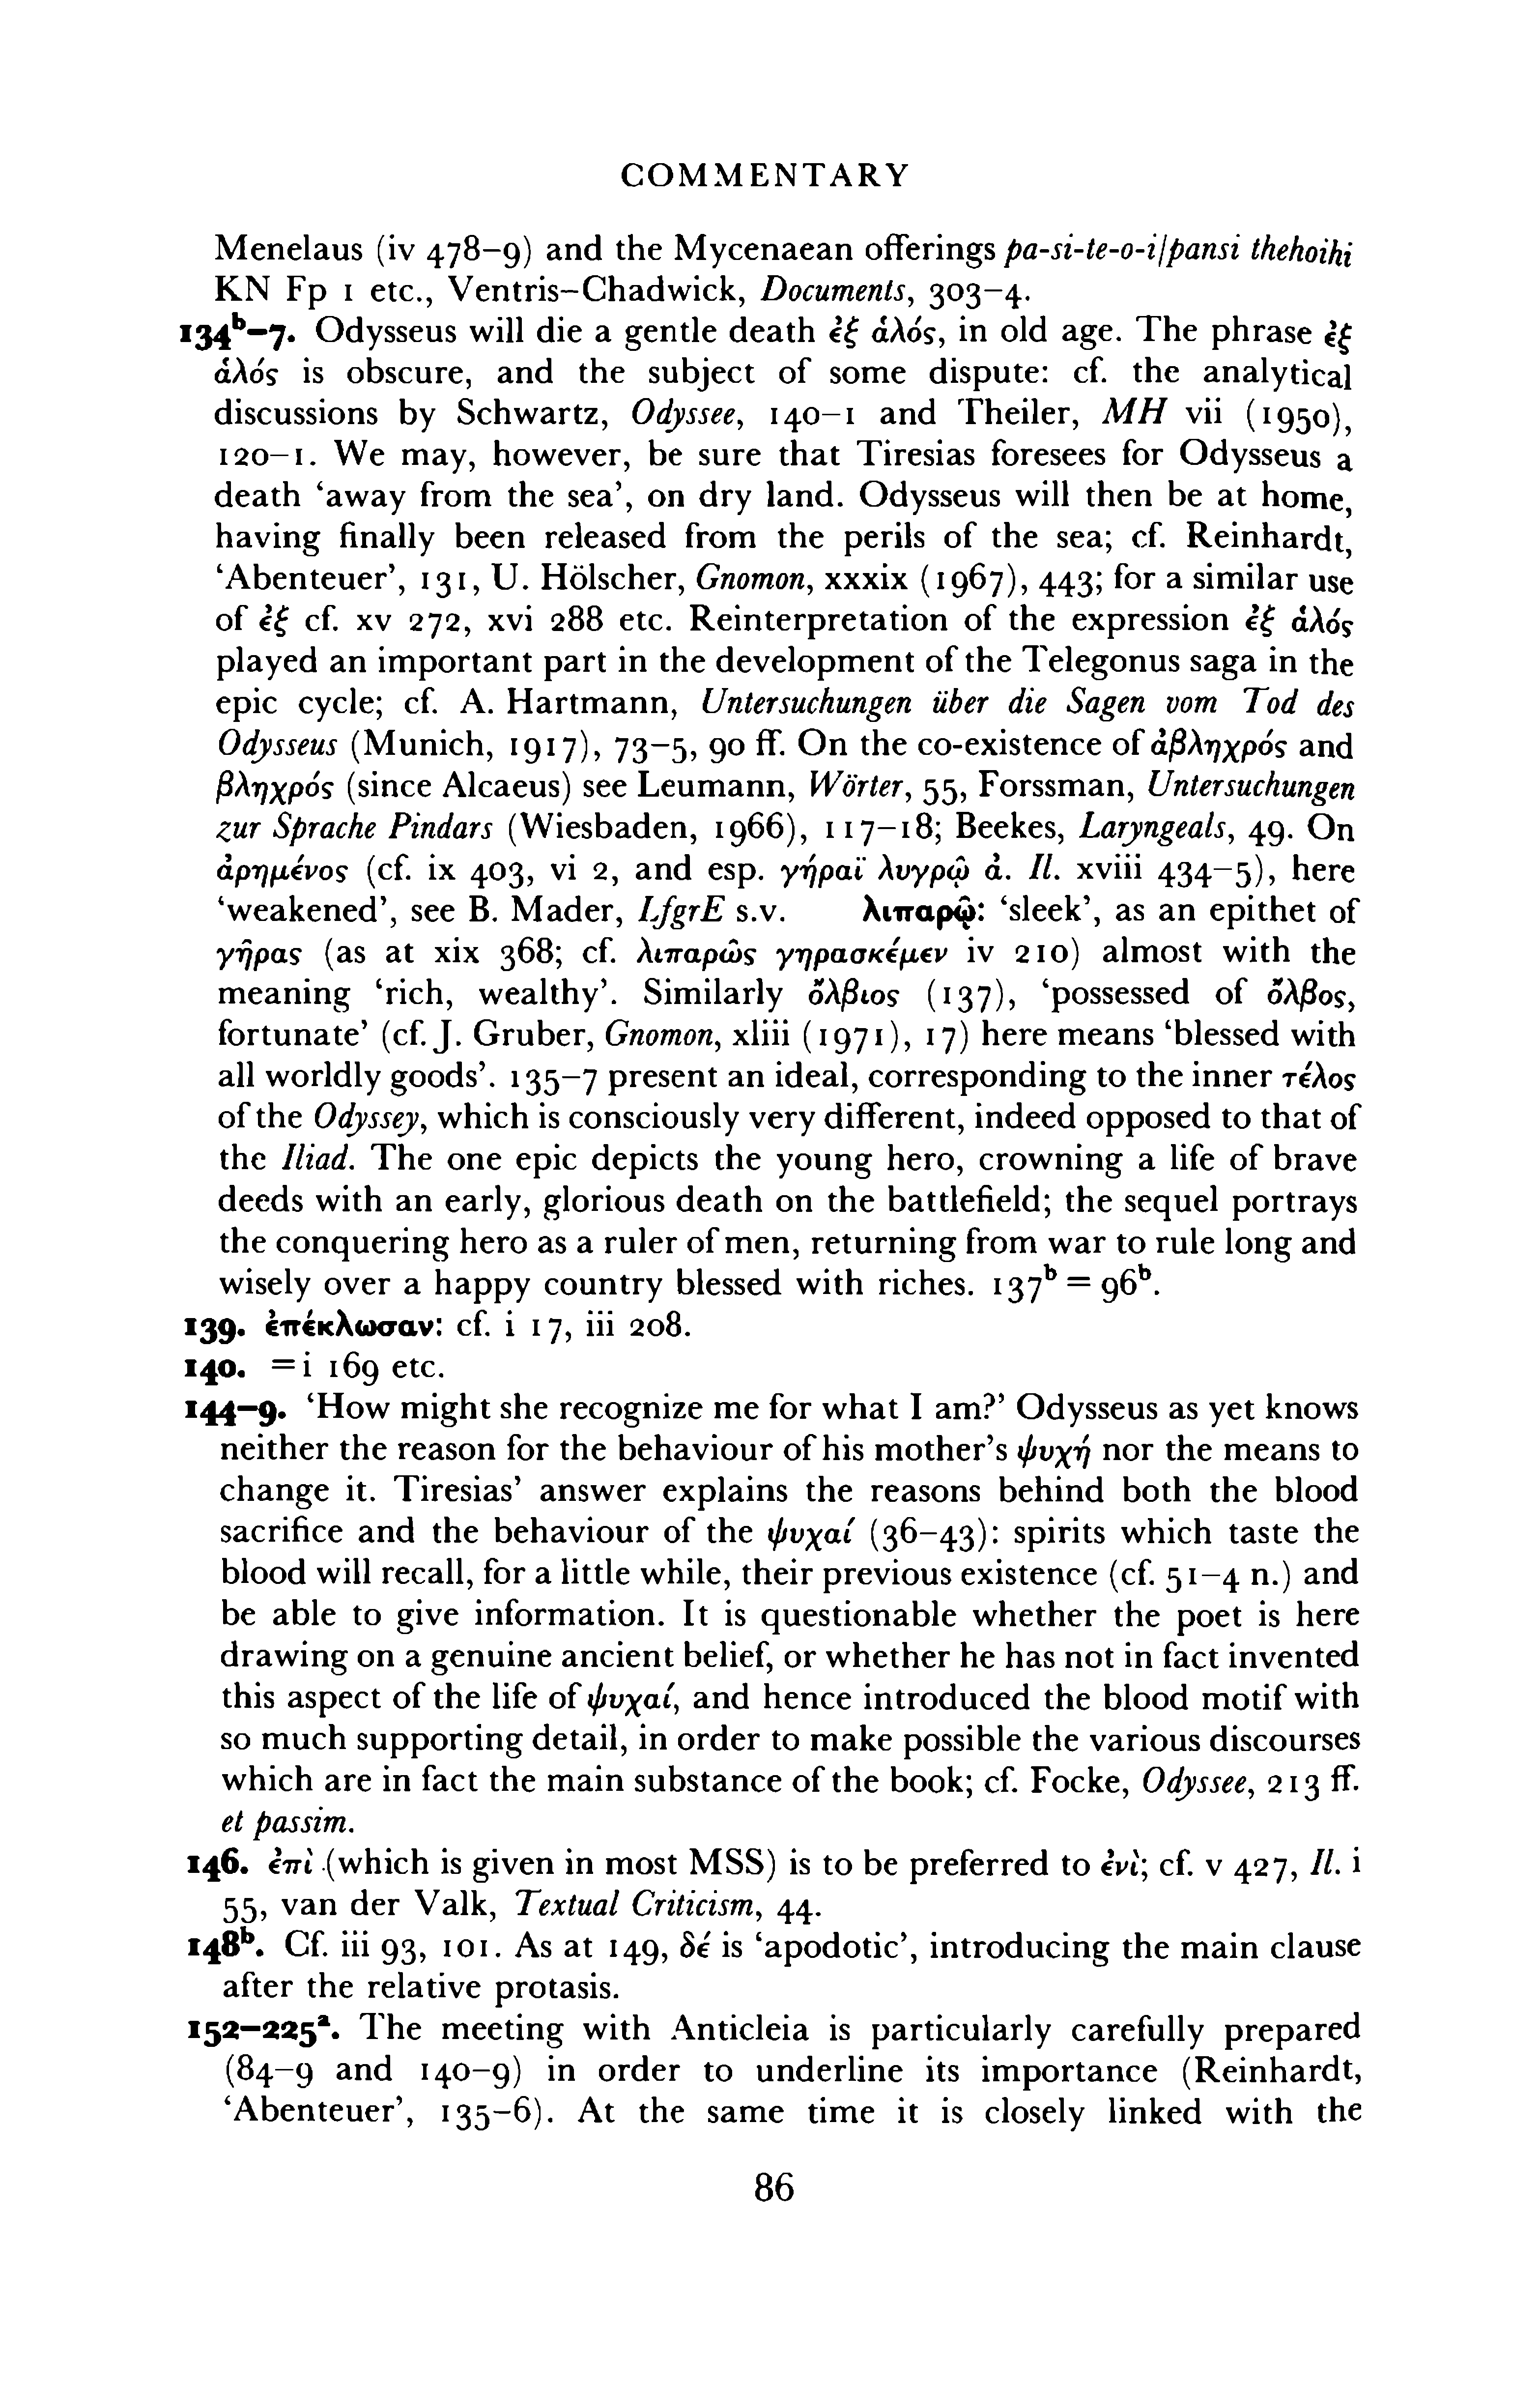 COMMENTARY
Menelaus (iv 478–9) and the Mycenaean offerings pa-si-te-o-i/pansi thehoihi
KN Fp 1 etc., Ventris–Chadwick, Documents, 303–4.
134ᵇ–7. Odysseus will die a gentle death ἐξ ἁλός, in old age. The phrase ἐξ
ἁλός is obscure, and the subject of some dispute: cf. the analytical
discussions by Schwartz, Odyssee, 140–1 and Theiler, MH vii (1950),
120–1. We may, however, be sure that Tiresias foresees for Odysseus a
death ‘away from the sea’, on dry land. Odysseus will then be at home,
having finally been released from the perils of the sea; cf. Reinhardt,
‘Abenteuer’, 131, U. Hölscher, Gnomon, xxxix (1967), 443; for a similar use
of ἐξ cf. xv 272, xvi 288 etc. Reinterpretation of the expression ἐξ ἁλός
played an important part in the development of the Telegonus saga in the
epic cycle; cf. A. Hartmann, Untersuchungen über die Sagen vom Tod des
Odysseus (Munich, 1917), 73–5, 90 ff. On the co-existence of ἀβληχρός and
βληχρός (since Alcaeus) see Leumann, Wörter, 55, Forssman, Untersuchungen
zur Sprache Pindars (Wiesbaden, 1966), 117–18; Beekes, Laryngeals, 49. On
ἀρημένος (cf. ix 403, vi 2, and esp. γήραϊ λυγρῷ ἀ. Il. xviii 434–5), here
‘weakened’, see B. Mader, LfgrE s.v. λιπαρῷ: ‘sleek’, as an epithet of
γῆρας (as at xix 368; cf. λιπαρῶς γηρασκέμεν iv 210) almost with the
meaning ‘rich, wealthy’. Similarly ὄλβιος (137), ‘possessed of ὄλβος,
fortunate’ (cf. J. Gruber, Gnomon, xliii (1971), 17) here means ‘blessed with
all worldly goods’. 135–7 present an ideal, corresponding to the inner τέλος
of the Odyssey, which is consciously very different, indeed opposed to that of
the Iliad. The one epic depicts the young hero, crowning a life of brave
deeds with an early, glorious death on the battlefield; the sequel portrays
the conquering hero as a ruler of men, returning from war to rule long and
wisely over a happy country blessed with riches. 137ᵇ = 96ᵇ.
139. ἐπέκλωσαν: cf. i 17, iii 208.
140. = i 169 etc.
144–9. ‘How might she recognize me for what I am?’ Odysseus as yet knows
neither the reason for the behaviour of his mother’s ψυχή nor the means to
change it. Tiresias’ answer explains the reasons behind both the blood
sacrifice and the behaviour of the ψυχαί (36–43): spirits which taste the
blood will recall, for a little while, their previous existence (cf. 51–4 n.) and
be able to give information. It is questionable whether the poet is here
drawing on a genuine ancient belief, or whether he has not in fact invented
this aspect of the life of ψυχαί, and hence introduced the blood motif with
so much supporting detail, in order to make possible the various discourses
which are in fact the main substance of the book; cf. Focke, Odyssee, 213 ff.
et passim.
146. ἐπὶ (which is given in most MSS) is to be preferred to ἐνὶ; cf. v 427, Il. i
55, van der Valk, Textual Criticism, 44.
148ᵇ. Cf. iii 93, 101. As at 149, δέ is ‘apodotic’, introducing the main clause
after the relative protasis.
152–225ᵃ. The meeting with Anticleia is particularly carefully prepared
(84–9 and 140–9) in order to underline its importance (Reinhardt,
‘Abenteuer’, 135–6). At the same time it is closely linked with the
86